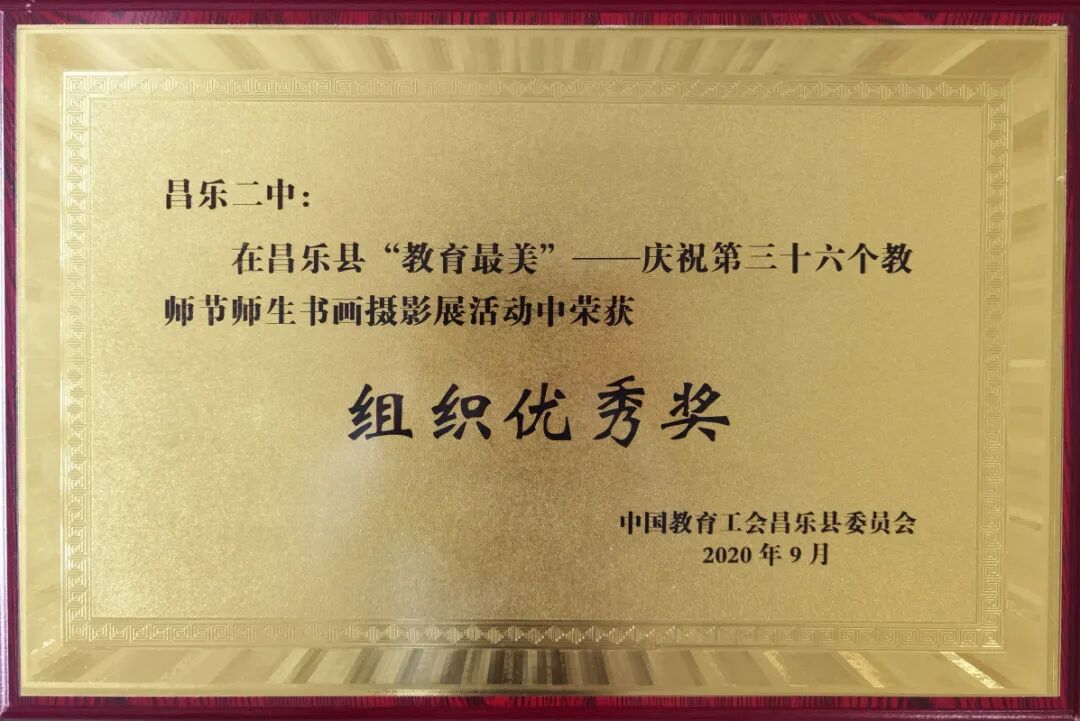 昌乐二中：
在昌乐县“教育最美”——庆祝第三十六个教
师节师生书画摄影展活动中荣获
组织优秀奖
中国教育工会昌乐县委员会
2020年9月